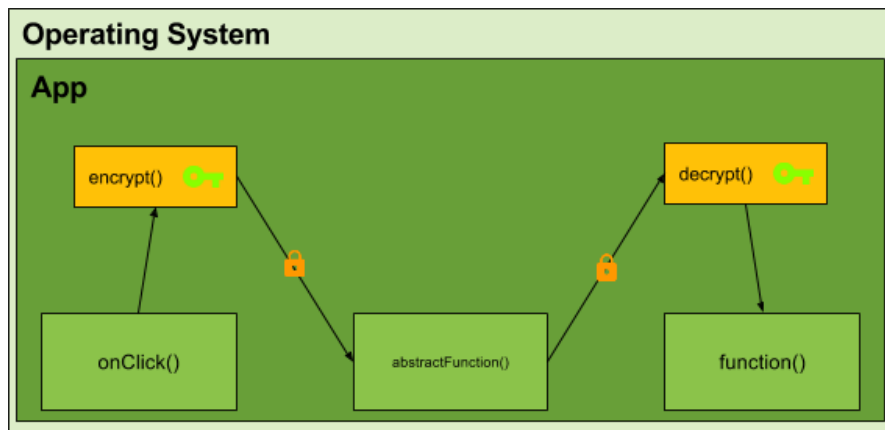 Operating System
App
encrypt()
decrypt()
onClick()
abstractFunction()
function()